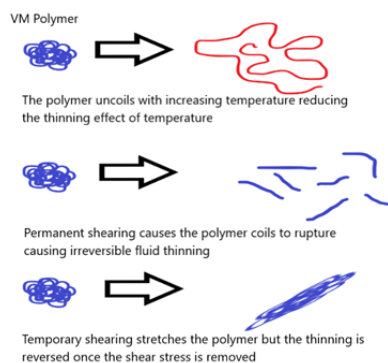 VM Polymer
The polymer uncoils with increasing temperature reducing
the thinning effect of temperature
Permanent shearing causes the polymer coils to rupture
causing irreversible fluid thinning
Temporary shearing stretches the polymer but the thinning is
reversed once the shear stress is removed